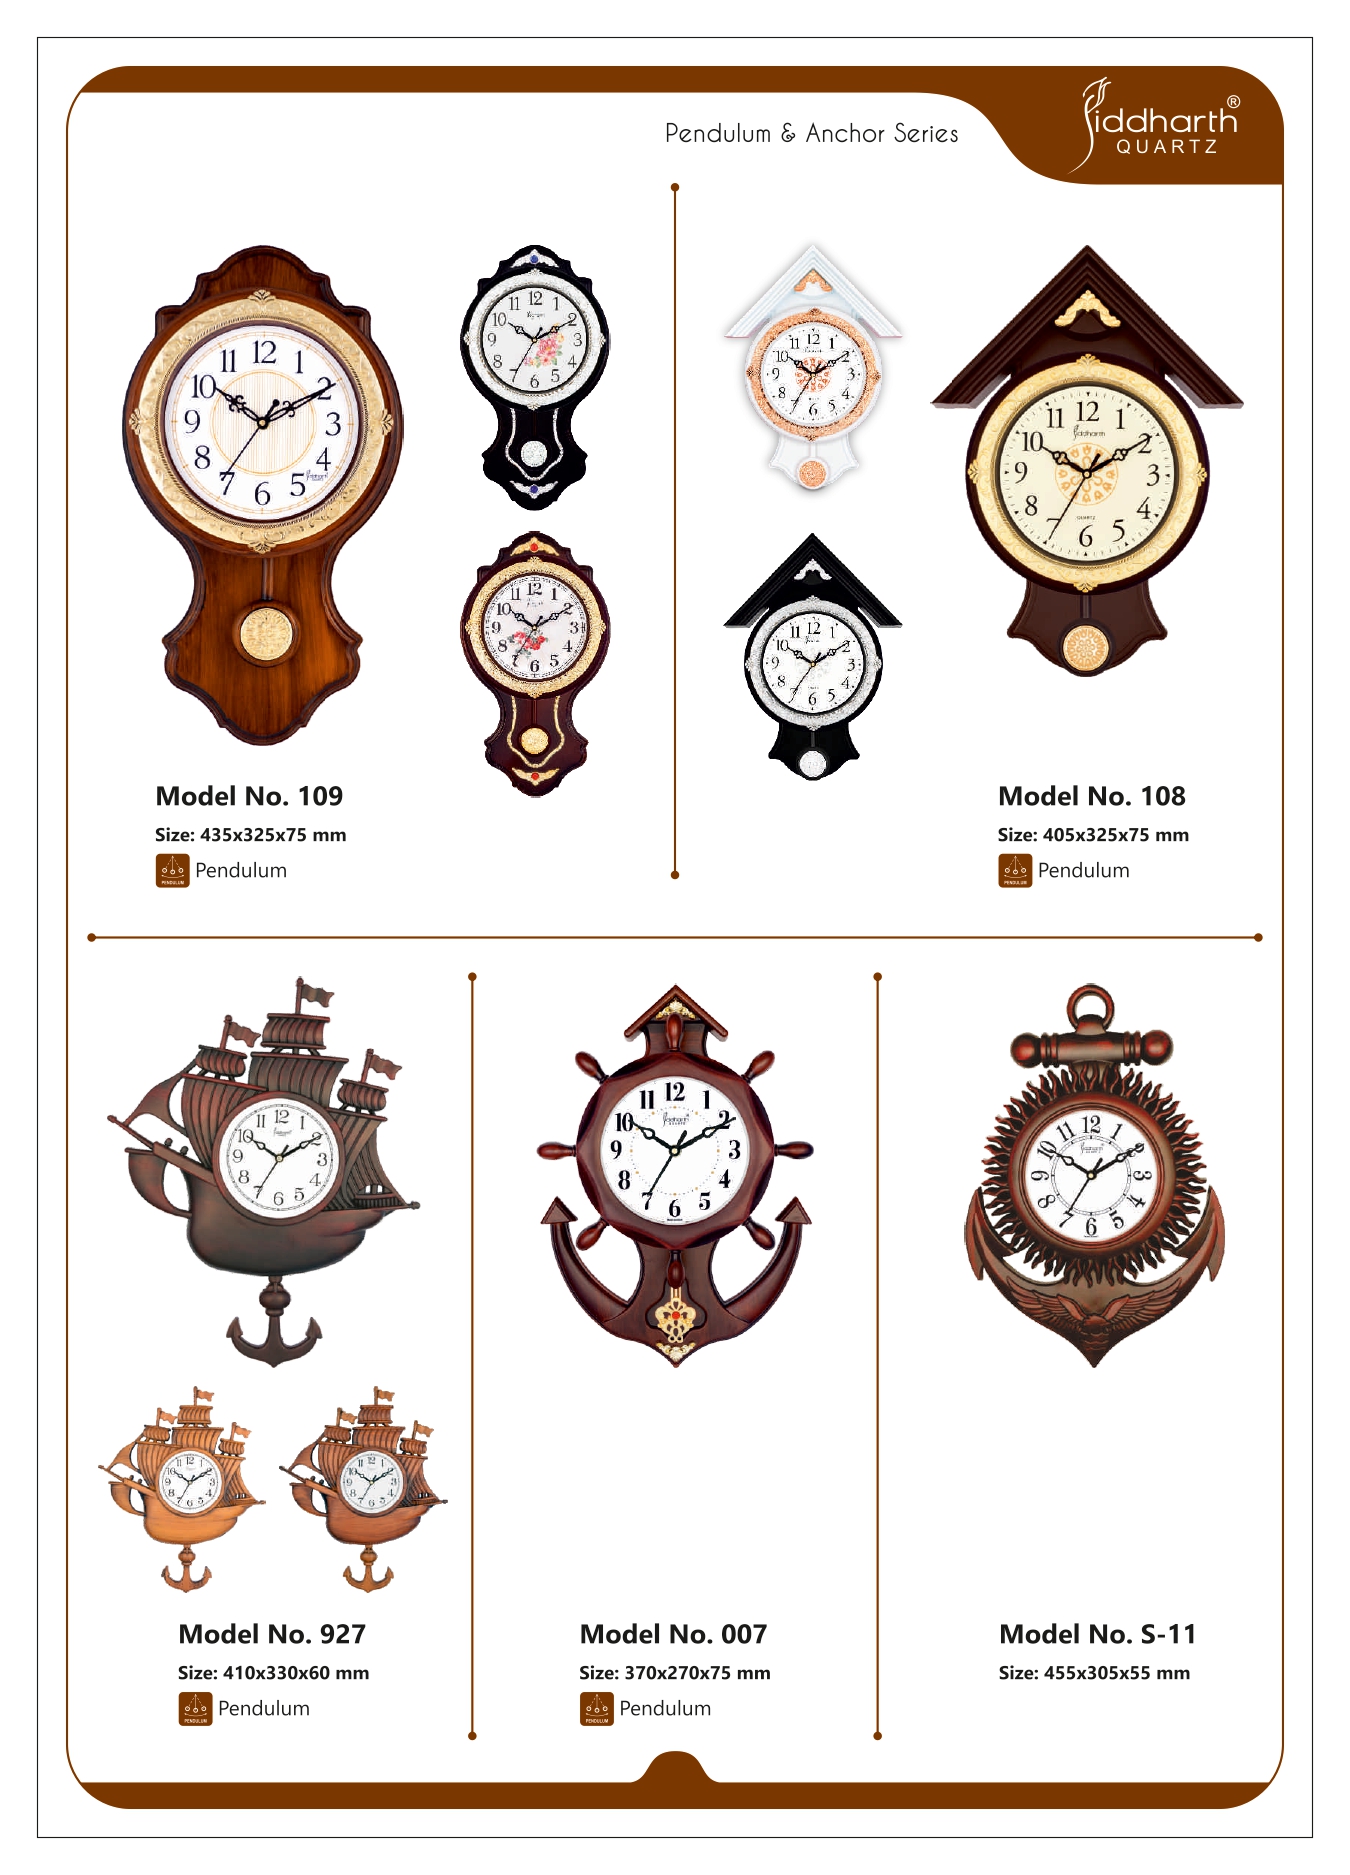 Pendulum & Anchor Series
Siddharth®
QUARTZ
Model No. 109
Size: 435x325x75 mm
PENDULUM
Pendulum
Model No. 108
Size: 405x325x75 mm
PENDULUM
Pendulum
Model No. 927
Size: 410x330x60 mm
PENDULUM
Pendulum
Model No. 007
Size: 370x270x75 mm
PENDULUM
Pendulum
Model No. S-11
Size: 455x305x55 mm